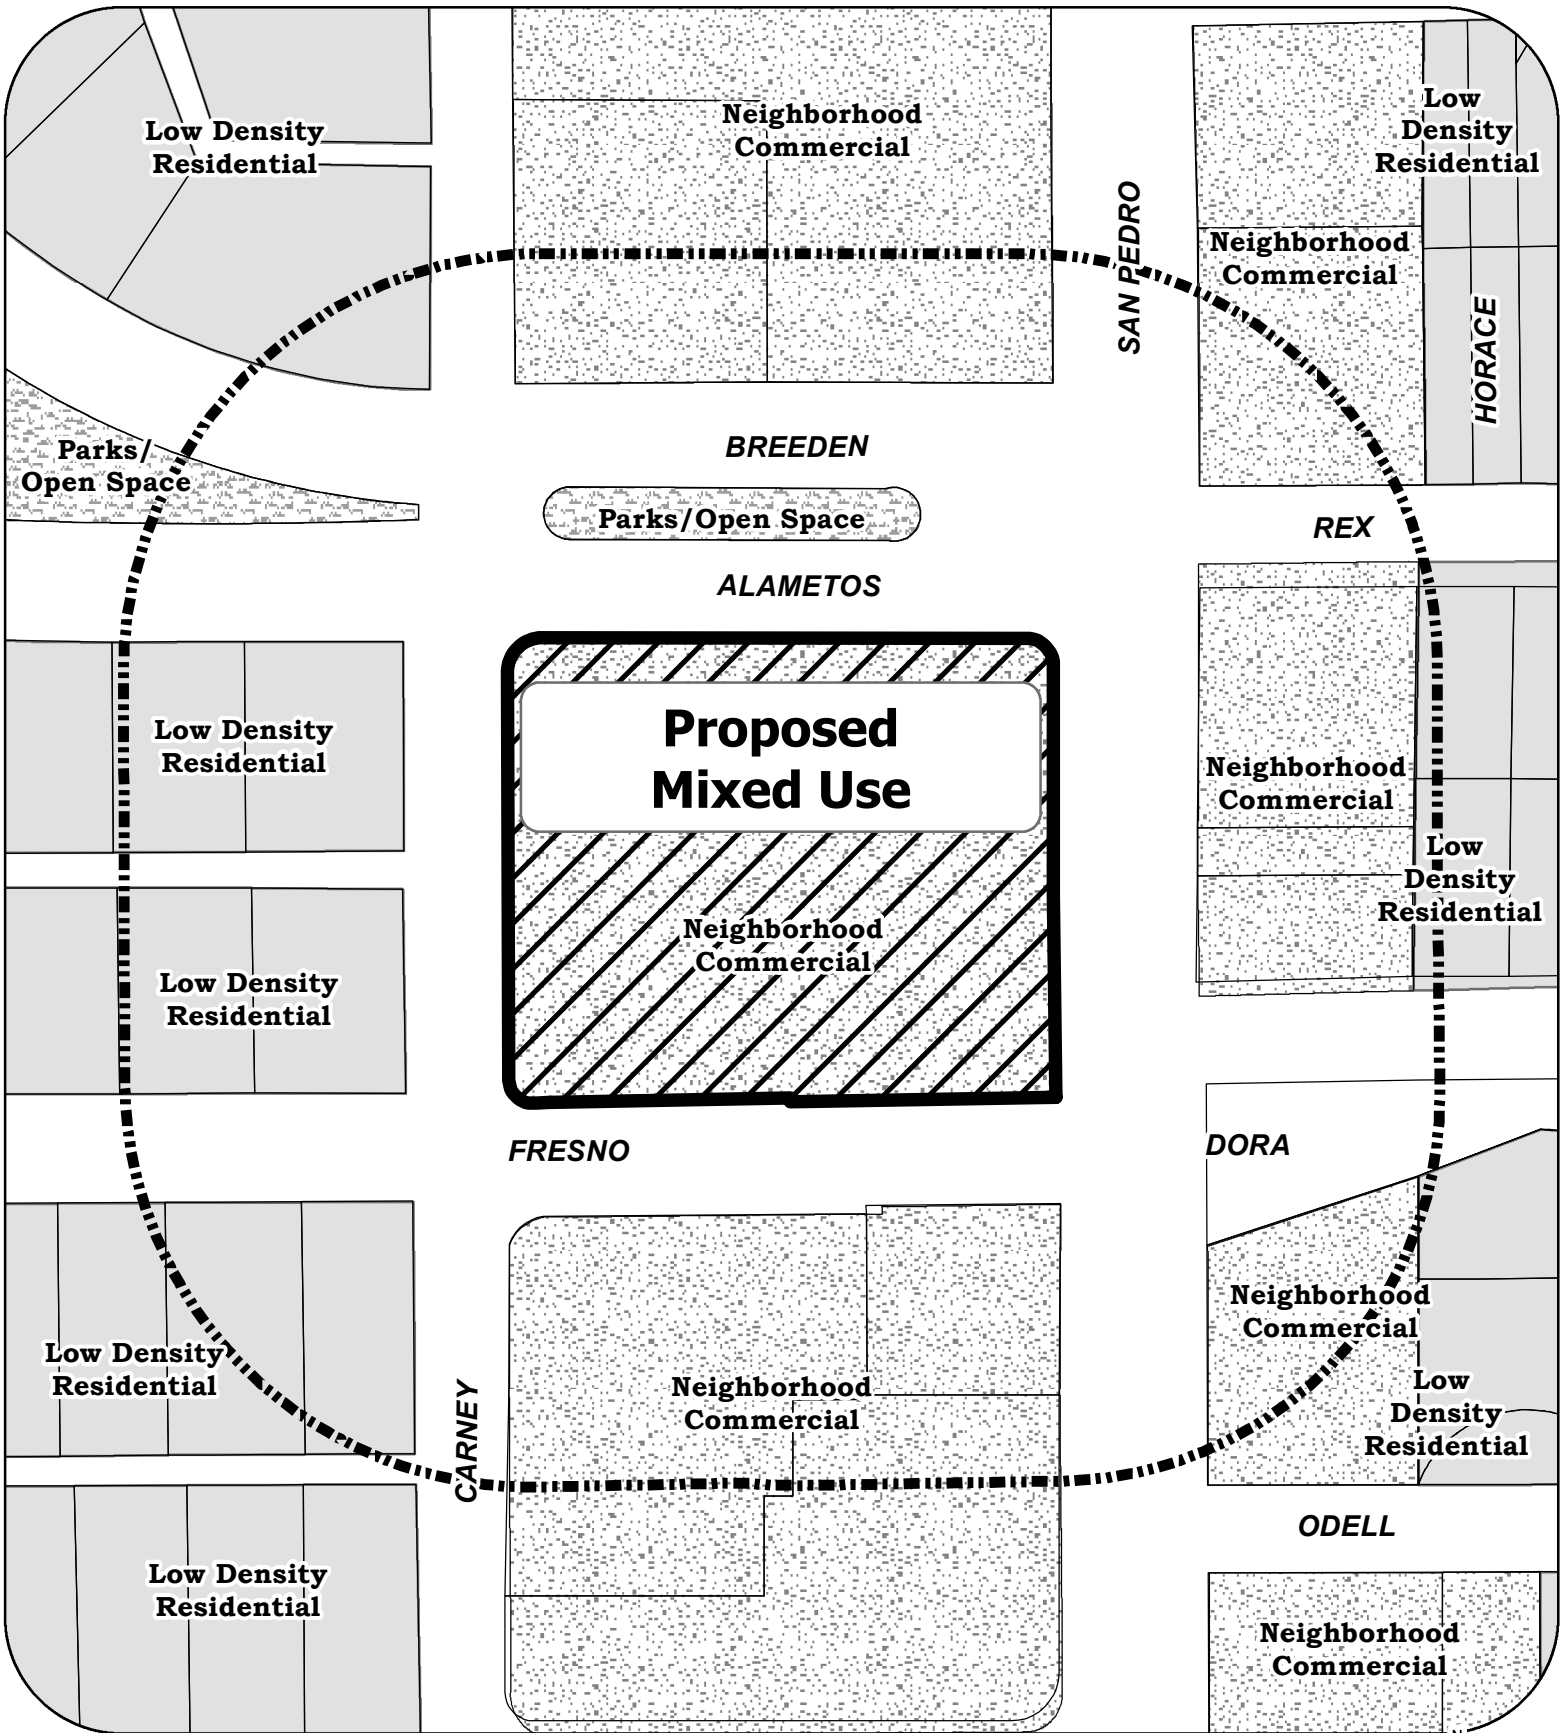 Low Density
Residential
Neighborhood
Commercial
Low
Density
Residential
SAN PEDRO
Neighborhood
Commercial
HORACE
Parks/
Open Space
BREEDEN
Parks/Open Space
REX
ALAMETOS
Low Density
Residential
Proposed
Mixed Use
Neighborhood
Commercial
Low
Density
Residential
Neighborhood
Commercial
Low Density
Residential
FRESNO
DORA
Neighborhood
Commercial
Low Density
Residential
CARNEY
Neighborhood
Commercial
Low
Density
Residential
ODELL
Low Density
Residential
Neighborhood
Commercial